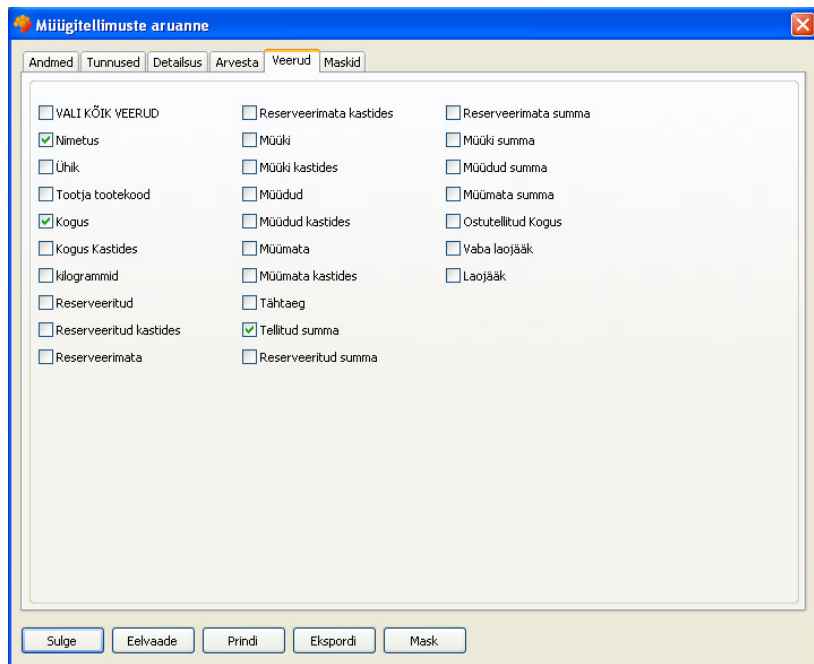 Müügitellimuste aruanne
Andmed Tunnused Detailsus Arvesta Veerud Maskid
VALI KÕIK VEERUD Reserveerimata kastides Reserveerimata summa
Nimetus Müüki Müüki summa
Ühik Müüki kastides Müüdud summa
Tootja tootekood Müüdud Müümata summa
Kogus Müüdud kastides Ostutellitud Kogus
Kogus Kastides Müümata Vaba laojääk
kilogrammid Müümata kastides Laojääk
Reserveeritud Tähtaeg
Reserveeritud kastides Tellitud summa
Reserveerimata Reserveeritud summa
Sulge Eelvaade Prindi Ekspordi Mask